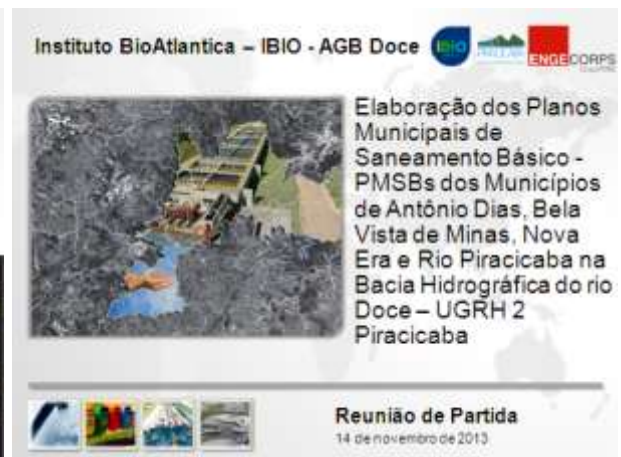 Instituto BioAtlantica – IBIO - AGB Doce
IBIO
ENGECORPS
Elaboração dos Planos
Municipais de
Saneamento Básico -
PMSBs dos Municípios
de Antônio Dias, Bela
Vista de Minas, Nova
Era e Rio Piracicaba na
Bacia Hidrográfica do rio
Doce – UGRH 2
Piracicaba
Reunião de Partida
14 de novembro de 2013